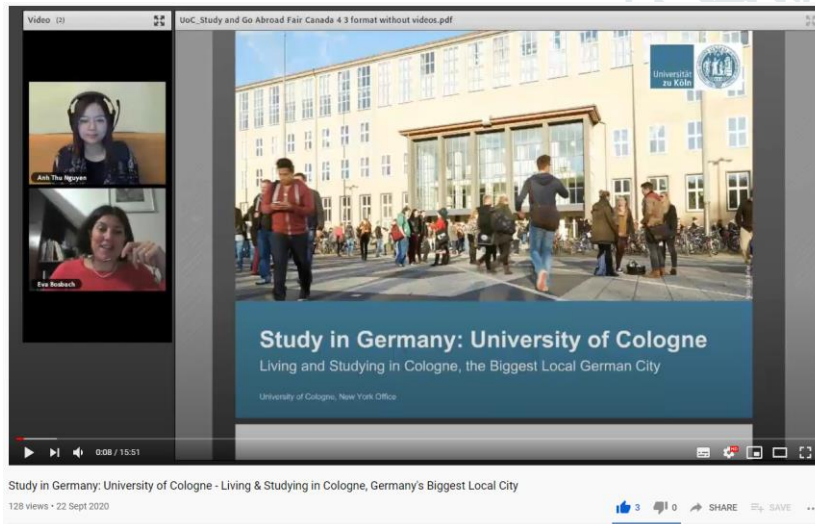 Video (2)
UoC_Study and Go Abroad Fair Canada 4 3 format without videos.pdf
Universität
zu Köln
Anh Thu Nguyen
Eva Bosbach
Study in Germany: University of Cologne
Living and Studying in Cologne, the Biggest Local German City
University of Cologne, New York Office
0:08 / 15:51
HD
Study in Germany: University of Cologne - Living & Studying in Cologne, Germany's Biggest Local City
128 views • 22 Sept 2020
3
0
SHARE
SAVE